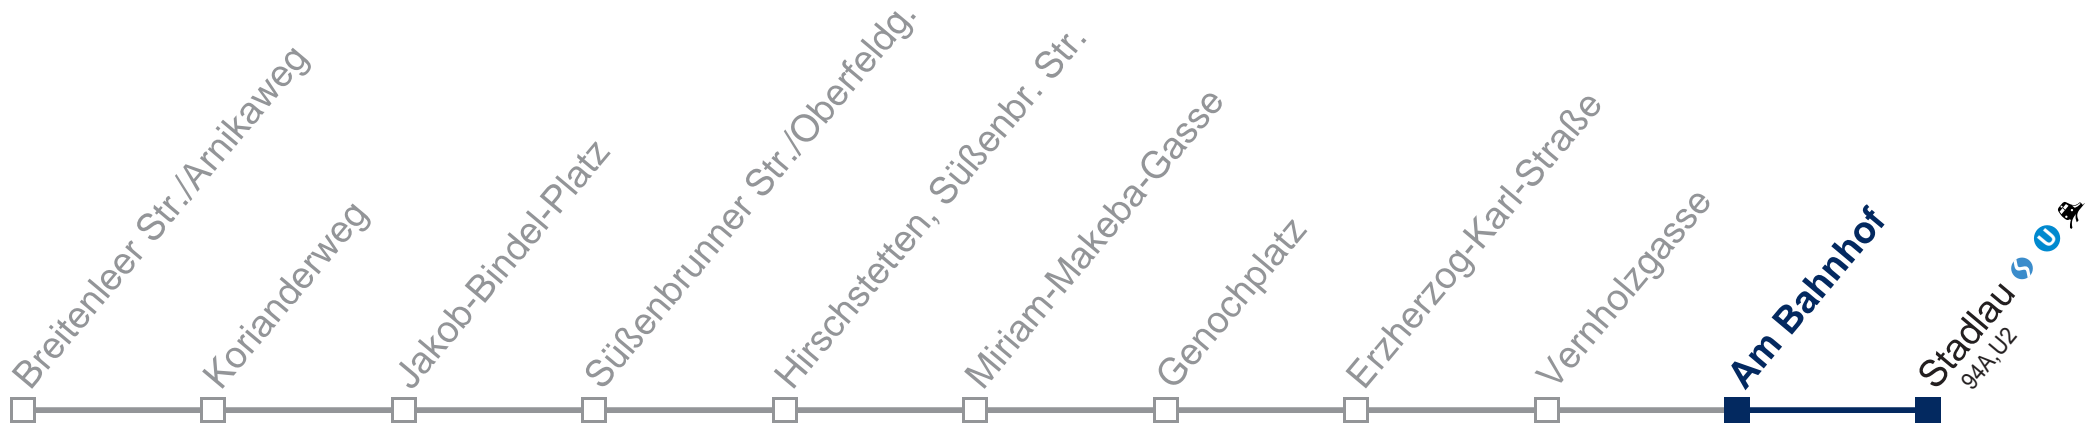 Breitenleer Str./Arnikaweg
Korianderweg
Jakob-Bindel-Platz
Süßenbrunner Str./Oberfeldg.
Hirschstetten, Süßenbr. Str.
Miriam-Makeba-Gasse
Genochplatz
Erzherzog-Karl-Straße
Vernholzgasse
Am Bahnhof
Stadlau S U
94A, U2